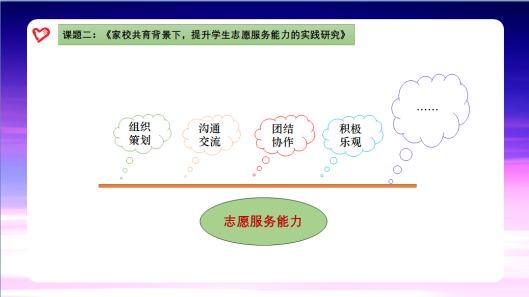 课题二：《家校共育背景下，提升学生志愿服务能力的实践研究》
组织
策划
沟通
交流
团结
协作
积极
乐观
……
志愿服务能力